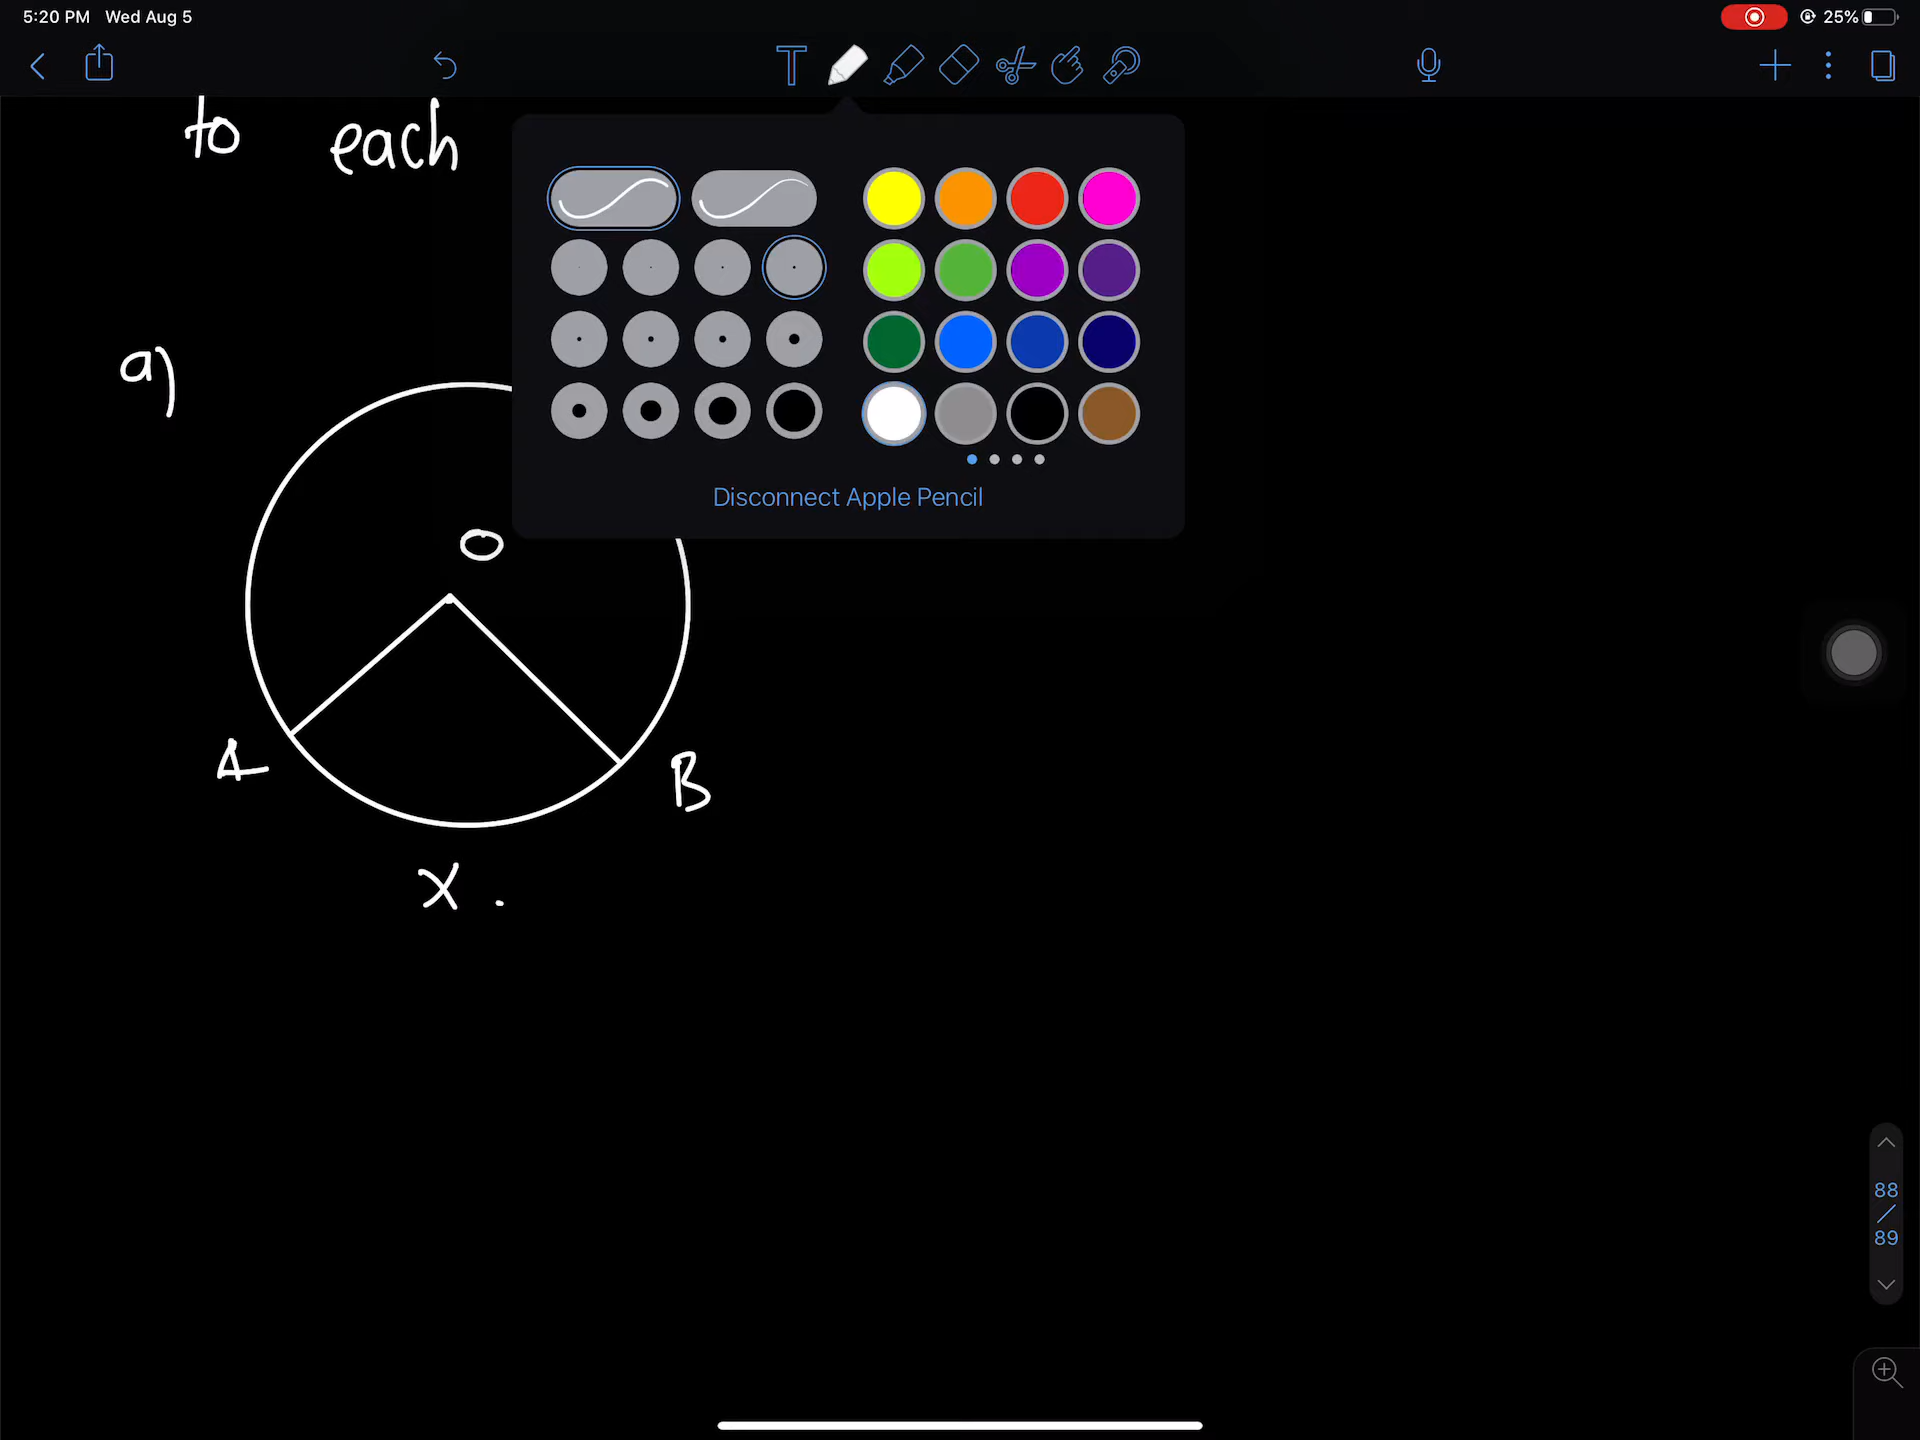 5:20 PM Wed Aug 5
25%
T
to each
a)
Disconnect Apple Pencil
O
A
B
X .
88
/
89